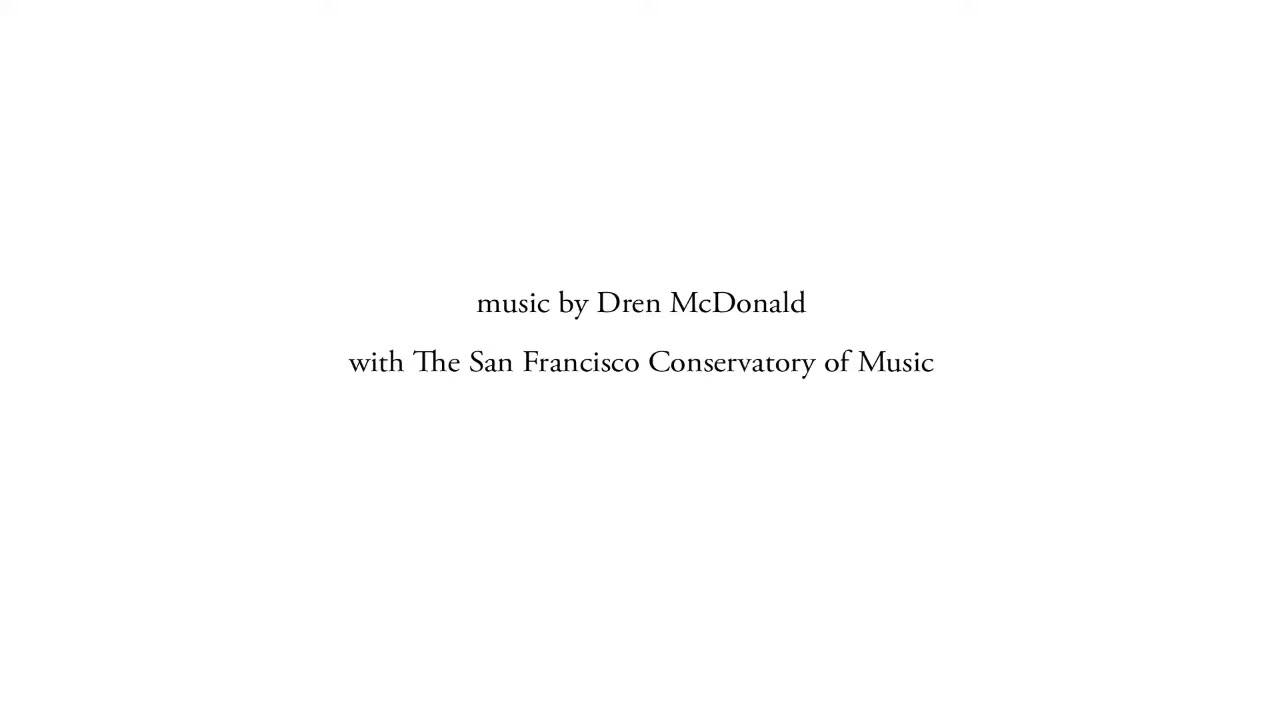 music by Dren McDonald
with The San Francisco Conservatory of Music